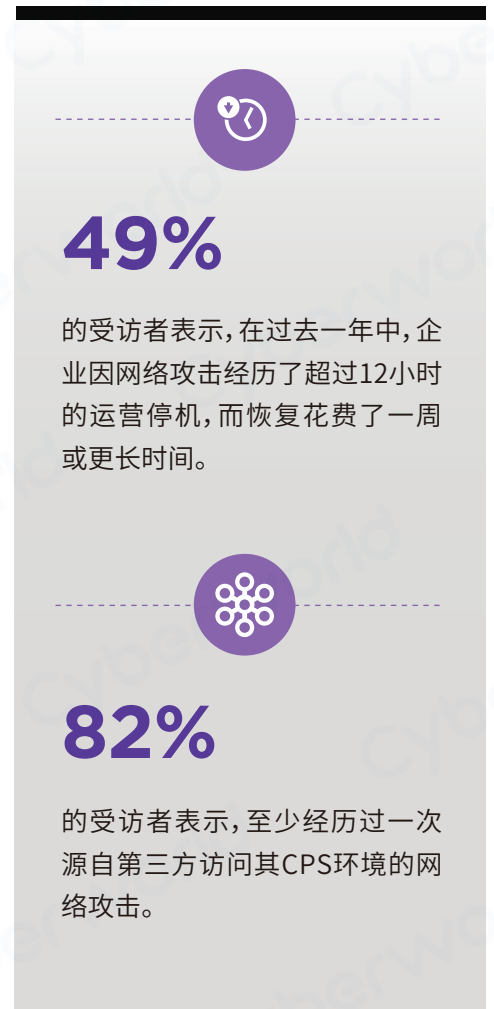 49%
的受访者表示，在过去一年中，企
业因网络攻击经历了超过12小时
的运营停机，而恢复花费了一周
或更长时间。
82%
的受访者表示，至少经历过一次
源自第三方访问其CPS环境的网
络攻击。